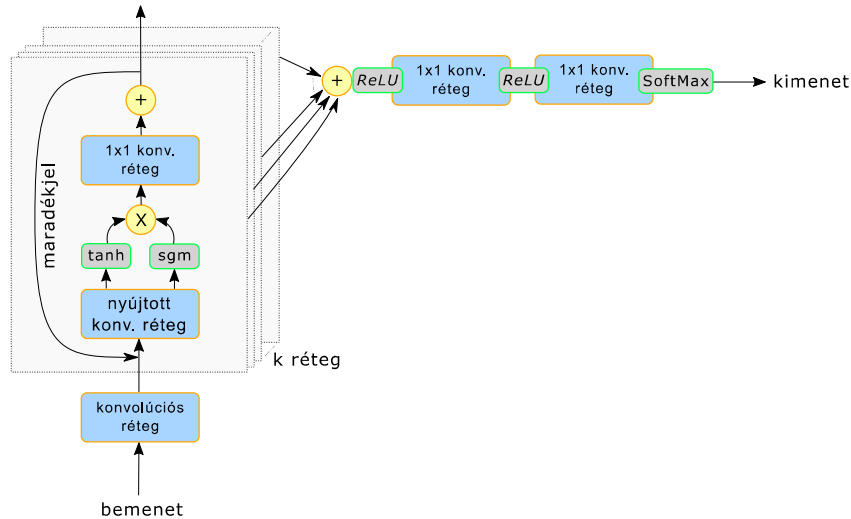 +
ReLU
1x1 konv.
réteg
ReLU
1x1 konv.
réteg
SoftMax
kimenet
+
1x1 konv.
réteg
maradékjel
X
tanh
sgm
nyújtott
konv. réteg
k réteg
konvolúciós
réteg
bemenet